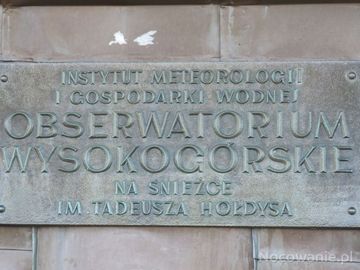 INSTYTUT METEOROLOGII
I GOSPODARKI WODNEJ
OBSERWATORIUM
WYSOKOGÓRSKIE
NA ŚNIEŻCE
IM. TADEUSZA HOŁDYSA
Nocowanie.pl